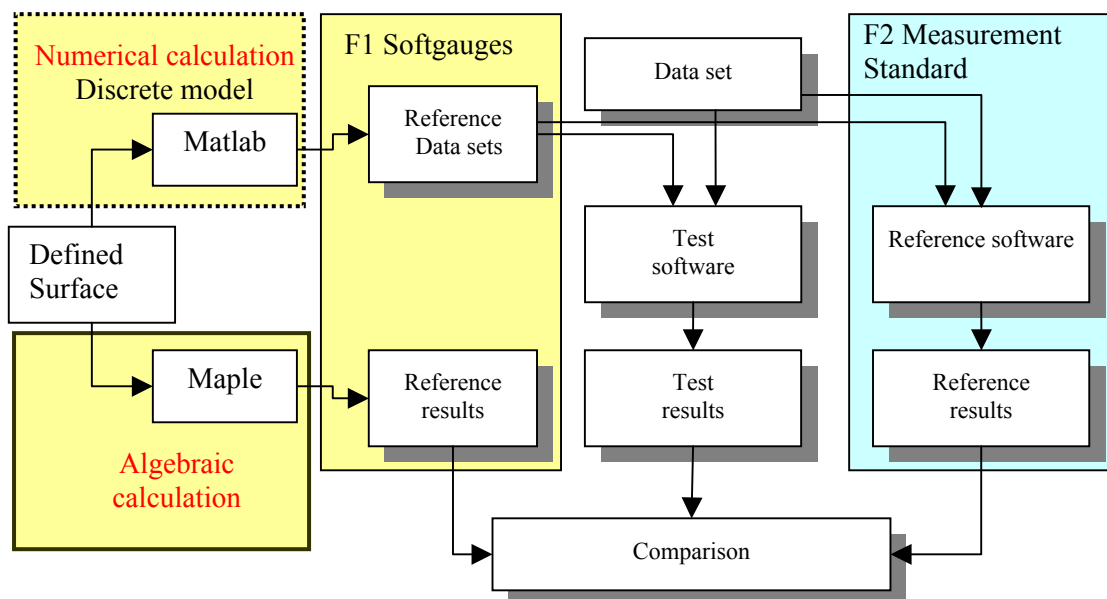 Numerical calculation
Discrete model
Matlab
Defined
Surface
Maple
Algebraic
calculation
F1 Softgauges
Reference
Data sets
Reference
results
Data set
Test
software
Test
results
F2 Measurement
Standard
Reference software
Reference
results
Comparison